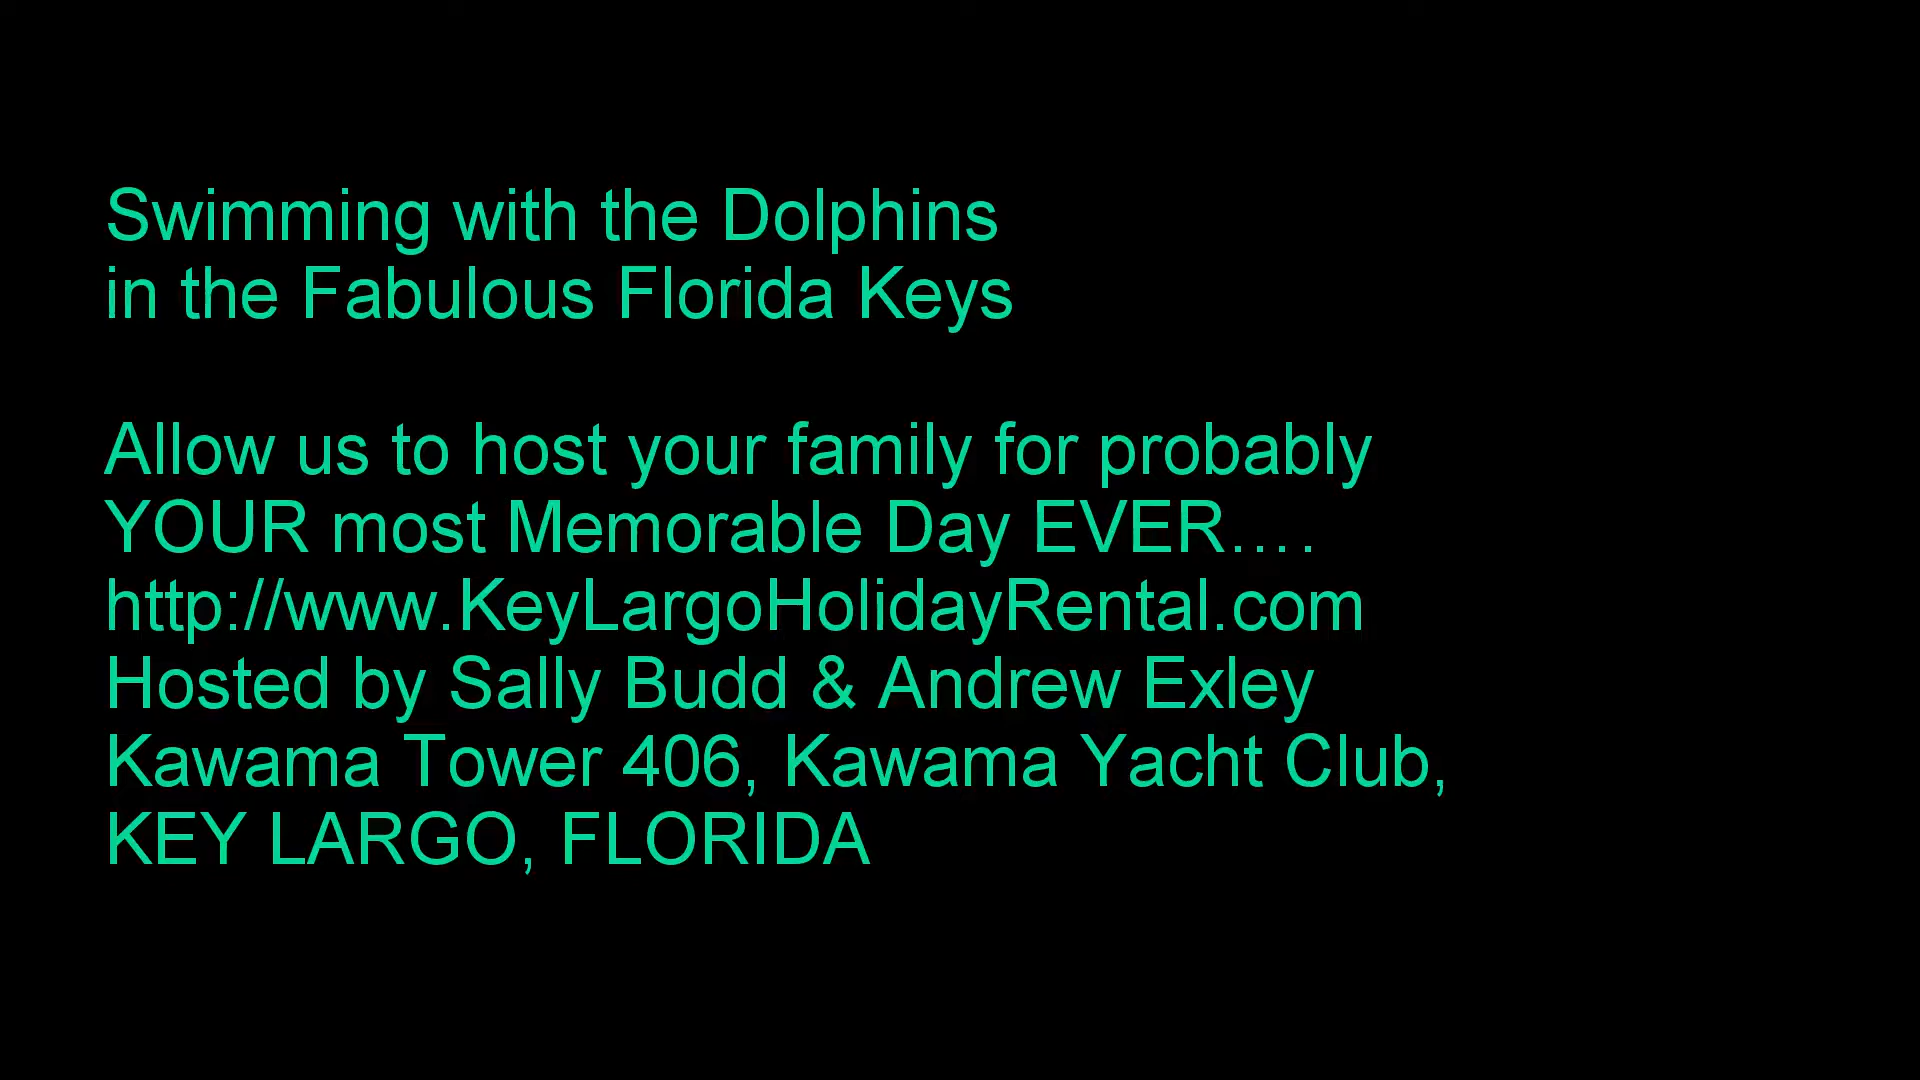 Swimming with the Dolphins
in the Fabulous Florida Keys
Allow us to host your family for probably
YOUR most Memorable Day EVER….
http://www.KeyLargoHolidayRental.com
Hosted by Sally Budd & Andrew Exley
Kawama Tower 406, Kawama Yacht Club,
KEY LARGO, FLORIDA